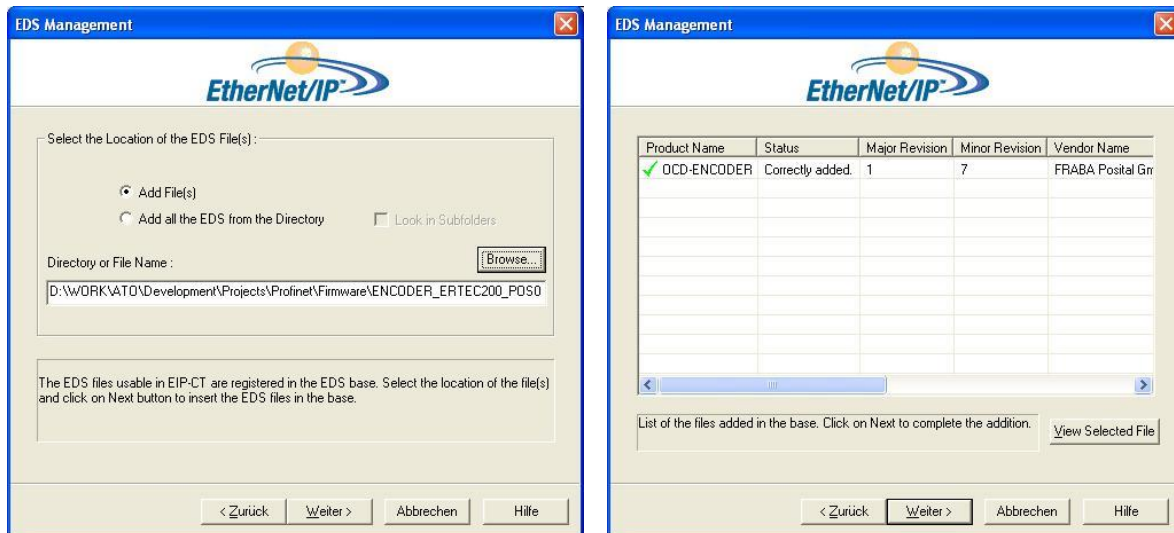 EDS Management
EtherNet/IP™
Select the Location of the EDS File(s) :
Add File(s)
Add all the EDS from the Directory
Look in Subfolders
Directory or File Name :
Browse...
D:\WORK\ATO\Development\Projects\Profinet\Firmware\ENCODER_ERTEC200_POS0
The EDS files usable in EIP-CT are registered in the EDS base. Select the location of the file(s)
and click on Next button to insert the EDS files in the base.
< Zurück Weiter > Abbrechen Hilfe
EDS Management
EtherNet/IP™
Product Name Status Major Revision Minor Revision Vendor Name
OCD-ENCODER Correctly added. 1 7 FRABA Posital Gm
List of the files added in the base. Click on Next to complete the addition.
View Selected File
< Zurück Weiter > Abbrechen Hilfe